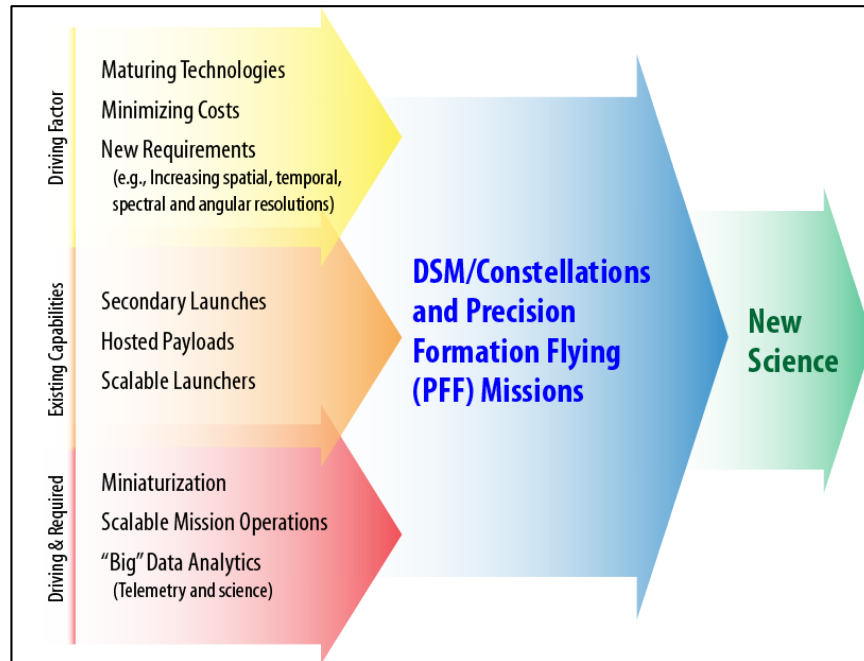 Driving Factor
Maturing Technologies
Minimizing Costs
New Requirements
(e.g., Increasing spatial, temporal,
spectral and angular resolutions)
Existing Capabilities
Secondary Launches
Hosted Payloads
Scalable Launchers
Driving & Required
Miniaturization
Scalable Mission Operations
“Big” Data Analytics
(Telemetry and science)
DSM/Constellations
and Precision
Formation Flying
(PFF) Missions
New
Science